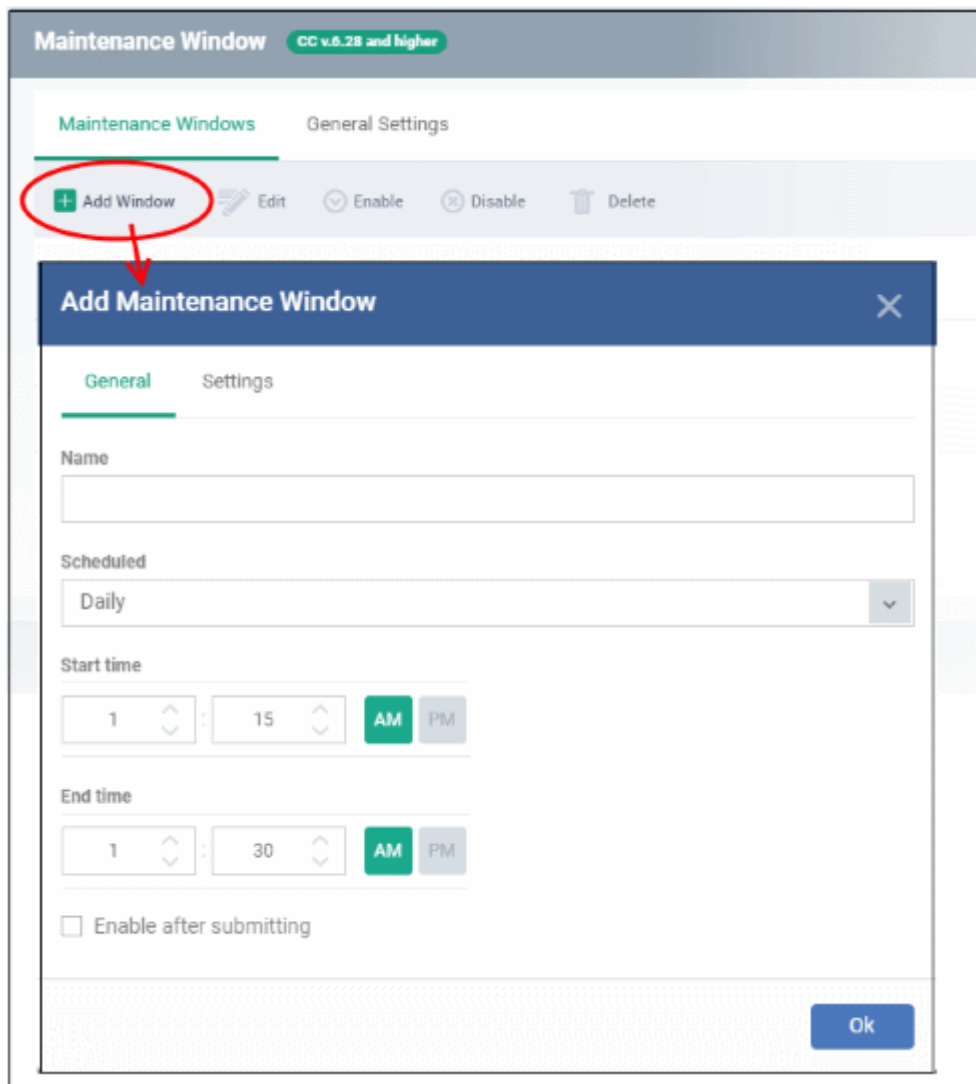 Maintenance Window CC v.6.28 and higher
Maintenance Windows General Settings
Add Window Edit Enable Disable Delete
Add Maintenance Window
General Settings
Name
Scheduled
Daily
Start time
1 : 15 AM PM
End time
1 : 30 AM PM
Enable after submitting
Ok